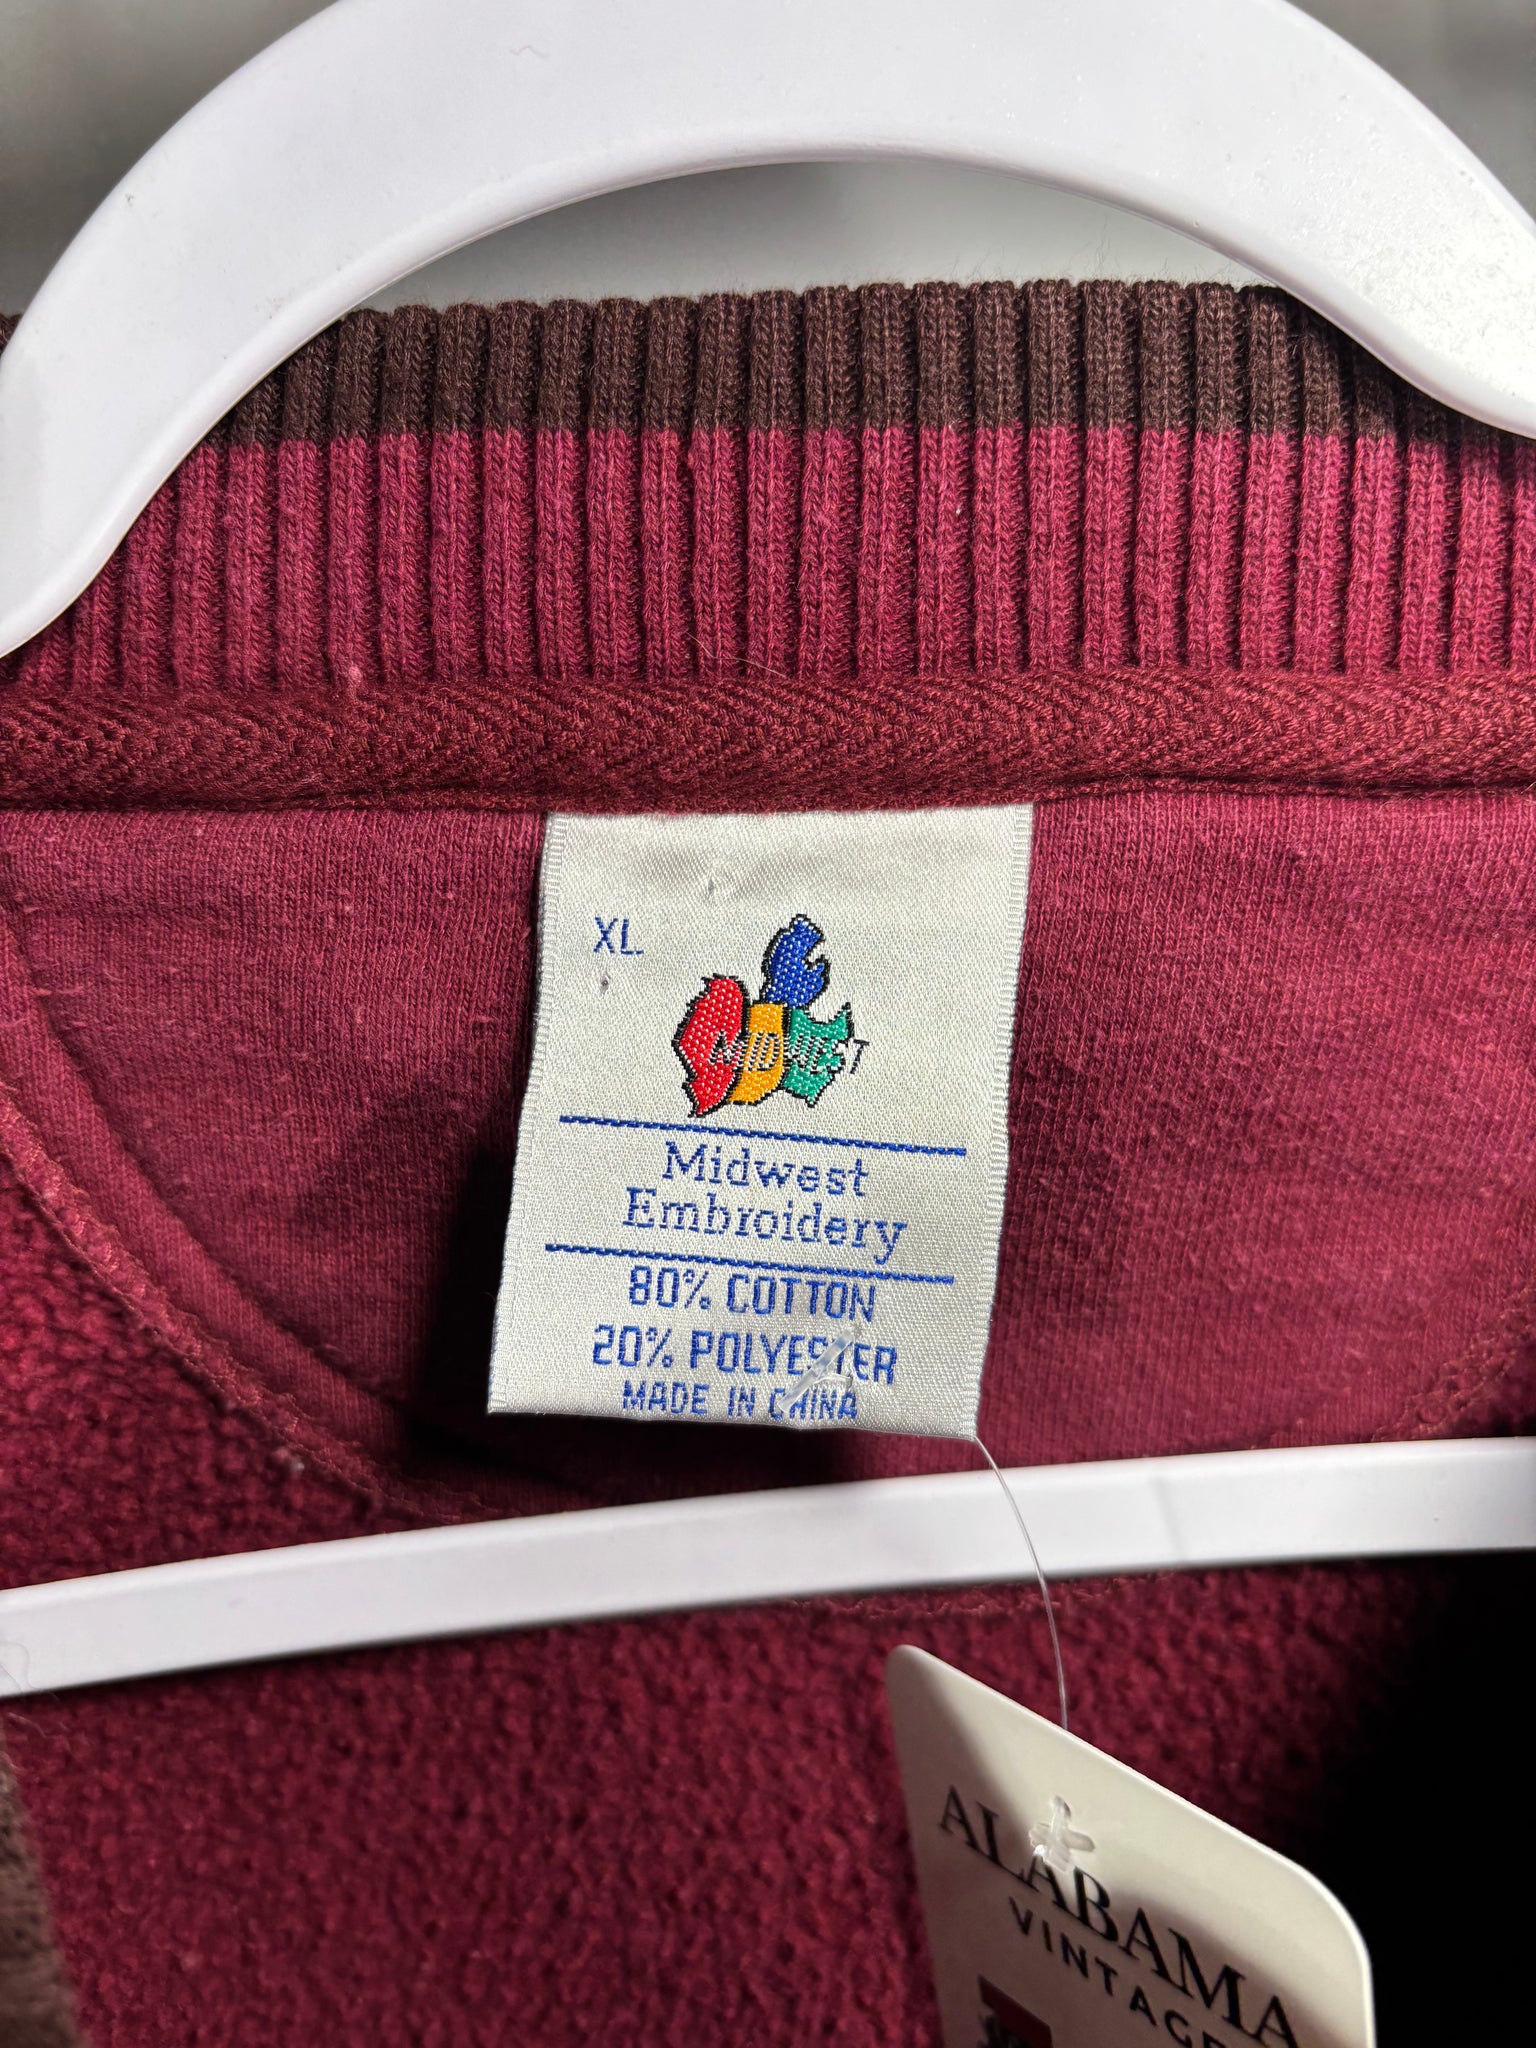 XL
MIDWEST
Midwest
Embroidery
80% COTTON
20% POLYESTER
MADE IN CHINA
ALABAMA
VINTAGE